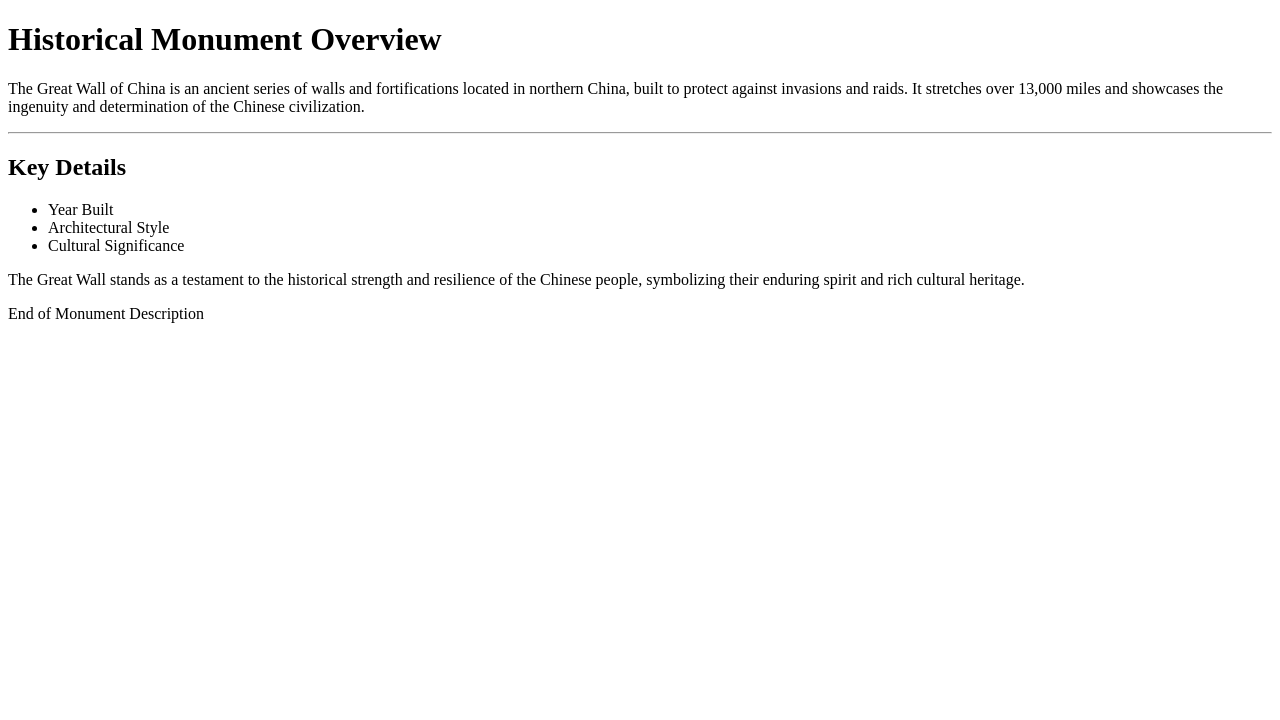 Historical Monument Overview
The Great Wall of China is an ancient series of walls and fortifications located in northern China, built to protect against invasions and raids. It stretches over 13,000 miles and showcases the
ingenuity and determination of the Chinese civilization.
Key Details
• Year Built
• Architectural Style
• Cultural Significance
The Great Wall stands as a testament to the historical strength and resilience of the Chinese people, symbolizing their enduring spirit and rich cultural heritage.
End of Monument Description